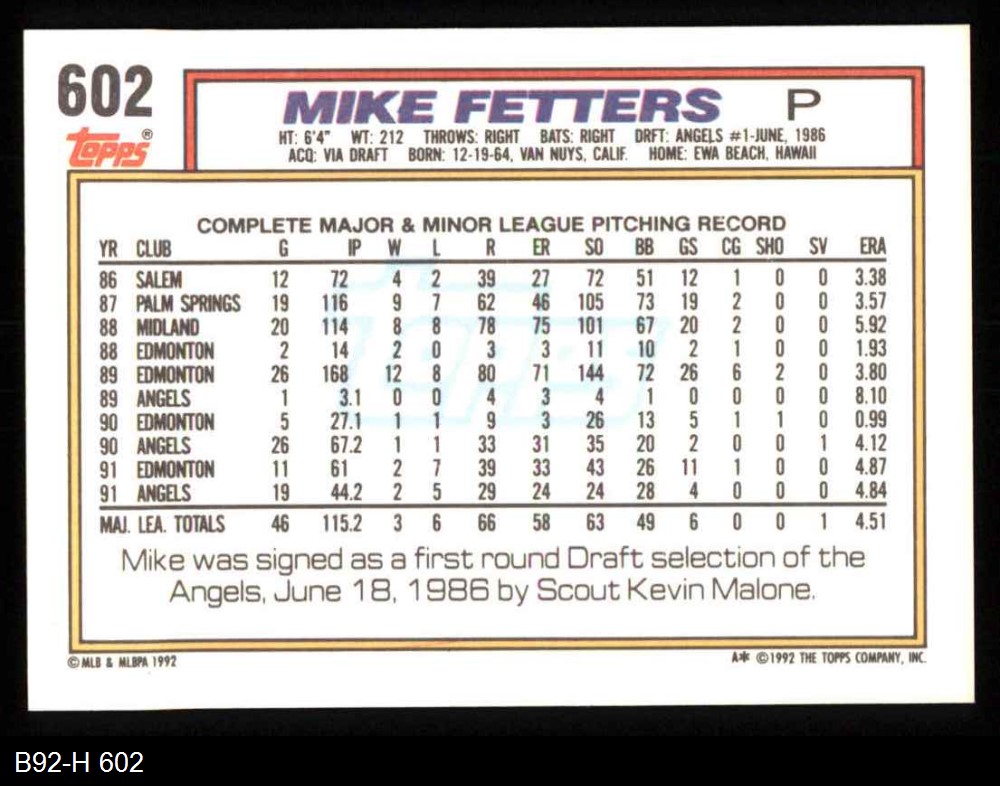 602
Topps®
MIKE FETTERS P
HT: 6'4" WT: 212 THROWS: RIGHT BATS: RIGHT DRFT: ANGELS #1-JUNE, 1986
ACQ: VIA DRAFT BORN: 12-19-64, VAN NUYS, CALIF. HOME: EWA BEACH, HAWAII
COMPLETE MAJOR & MINOR LEAGUE PITCHING RECORD
YR CLUB G IP W L R ER SO BB GS CG SHO SV ERA
86 SALEM 12 72 4 2 39 27 72 51 12 1 0 0 3.38
87 PALM SPRINGS 19 116 9 7 62 46 105 73 19 2 0 0 3.57
88 MIDLAND 20 114 8 8 78 75 101 67 20 2 0 0 5.92
88 EDMONTON 2 14 2 0 3 3 11 10 2 1 0 0 1.93
89 EDMONTON 26 168 12 8 80 71 144 72 26 6 2 0 3.80
89 ANGELS 1 3.1 0 0 4 3 4 1 0 0 0 0 8.10
90 EDMONTON 5 27.1 1 1 9 3 26 13 5 1 1 0 0.99
90 ANGELS 26 67.2 1 1 33 31 35 20 2 0 0 1 4.12
91 EDMONTON 11 61 2 7 39 33 43 26 11 1 0 0 4.87
91 ANGELS 19 44.2 2 5 29 24 24 28 4 0 0 0 4.84
MAJ. LEA. TOTALS 46 115.2 3 6 66 58 63 49 6 0 0 1 4.51
Mike was signed as a first round Draft selection of the
Angels, June 18, 1986 by Scout Kevin Malone.
© MLB & MLBPA 1992
A* © 1992 THE TOPPS COMPANY, INC.
B92-H 602